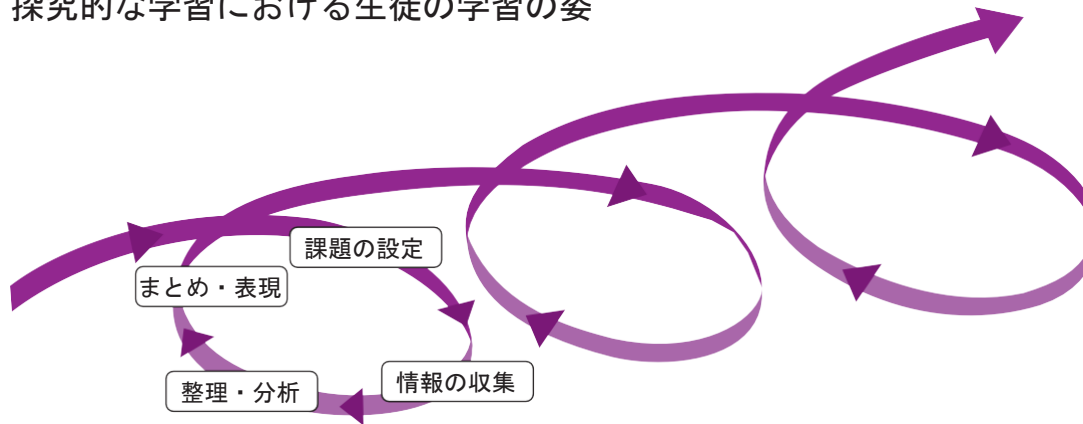 探究的な学習における生徒の学習の姿
課題の設定
まとめ・表現
情報の収集
整理・分析